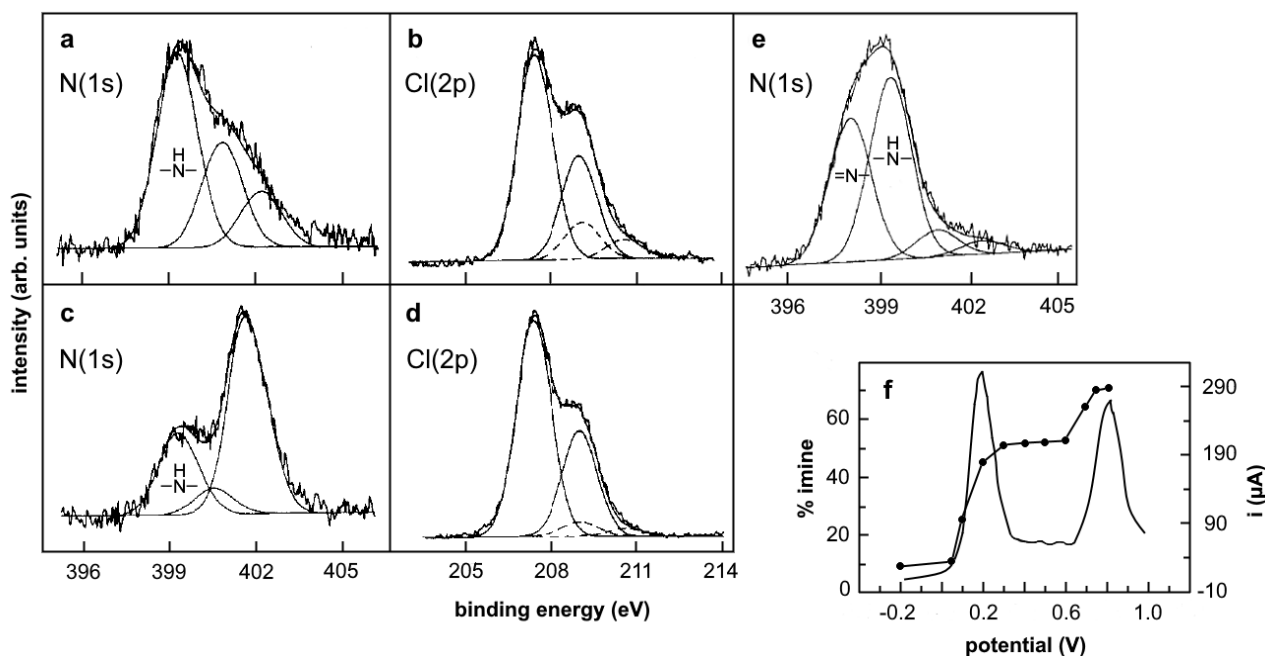 a
N(1s)
H
–N–
b
Cl(2p)
e
N(1s)
=N–
H
–N–
396
399
402
405
c
N(1s)
H
–N–
396
399
402
405
d
Cl(2p)
205
208
211
214
intensity (arb. units)
binding energy (eV)
f
% imine
60
40
20
0
290
190
90
-10
i (μA)
-0.2
0.2
0.6
1.0
potential (V)